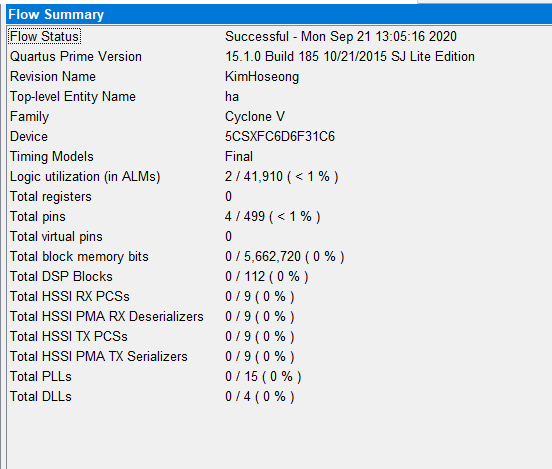 Flow Summary
Flow Status Successful - Mon Sep 21 13:05:16 2020
Quartus Prime Version 15.1.0 Build 185 10/21/2015 SJ Lite Edition
Revision Name KimHoseong
Top-level Entity Name ha
Family Cyclone V
Device 5CSXFC6D6F31C6
Timing Models Final
Logic utilization (in ALMs) 2 / 41,910 ( < 1 % )
Total registers 0
Total pins 4 / 499 ( < 1 % )
Total virtual pins 0
Total block memory bits 0 / 5,662,720 ( 0 % )
Total DSP Blocks 0 / 112 ( 0 % )
Total HSSI RX PCSs 0 / 9 ( 0 % )
Total HSSI PMA RX Deserializers 0 / 9 ( 0 % )
Total HSSI TX PCSs 0 / 9 ( 0 % )
Total HSSI PMA TX Serializers 0 / 9 ( 0 % )
Total PLLs 0 / 15 ( 0 % )
Total DLLs 0 / 4 ( 0 % )